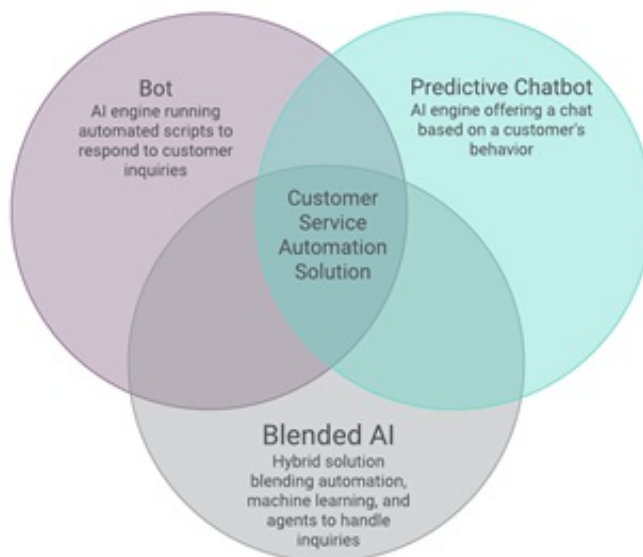 Bot
AI engine running
automated scripts to
respond to customer
inquiries
Predictive Chatbot
AI engine offering a chat
based on a customer's
behavior
Customer
Service
Automation
Solution
Blended AI
Hybrid solution
blending automation,
machine learning, and
agents to handle
inquiries